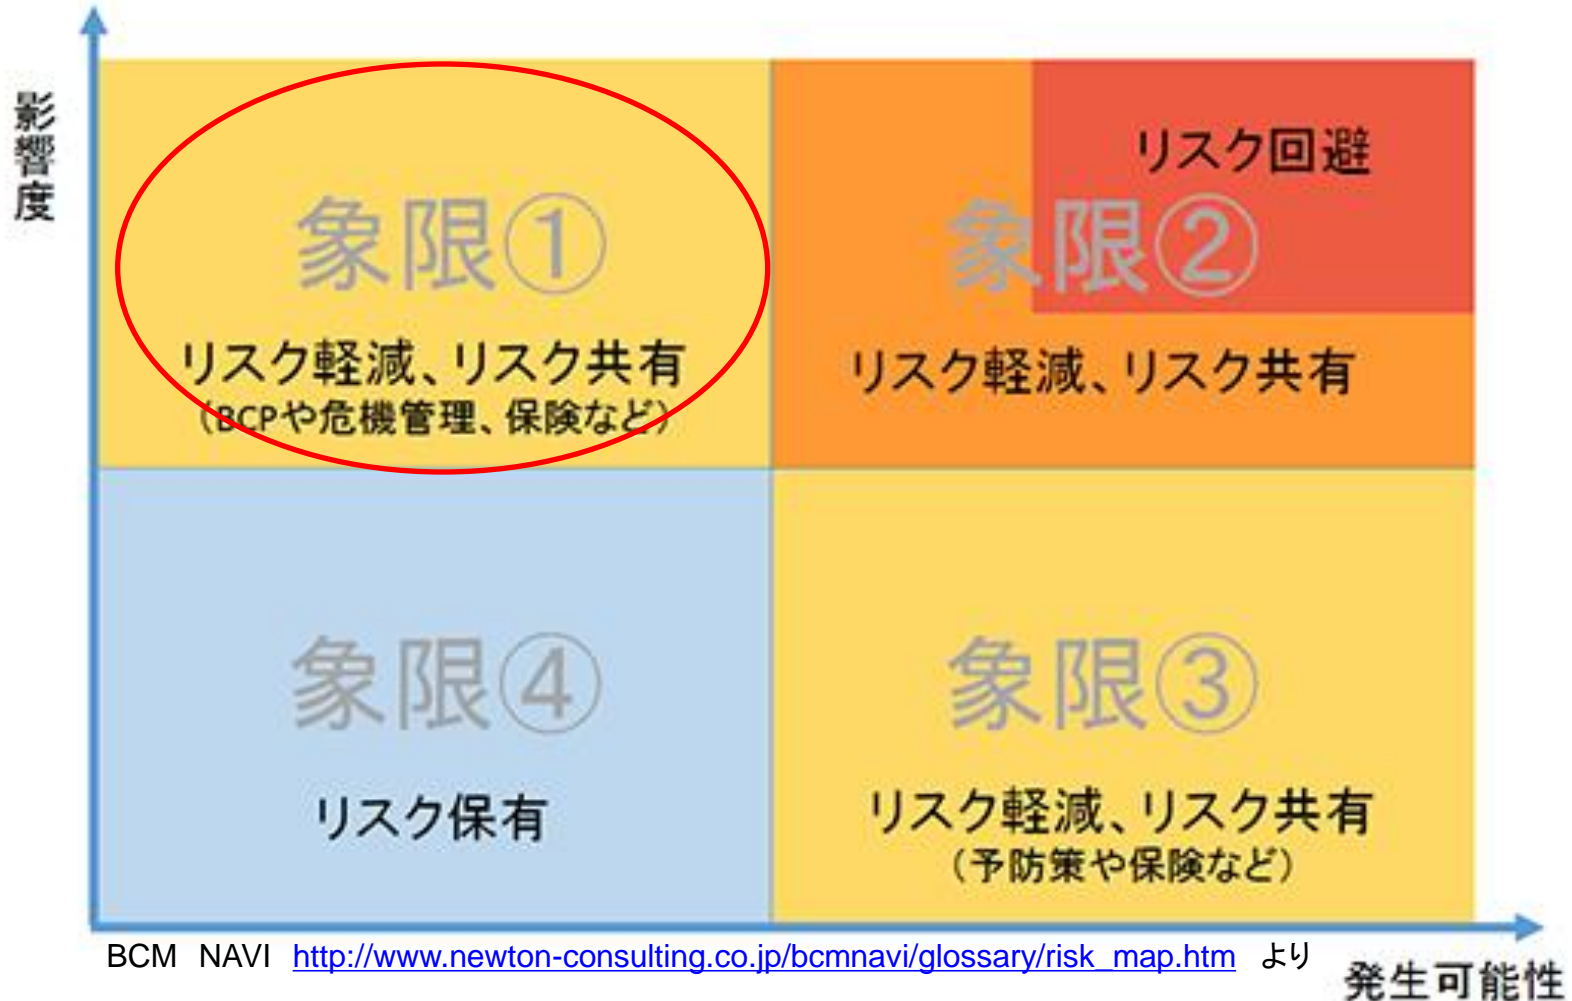 影響度
象限①
リスク軽減、リスク共有
（BCPや危機管理、保険など）
リスク回避
象限②
リスク軽減、リスク共有
象限④
リスク保有
象限③
リスク軽減、リスク共有
（予防策や保険など）
BCM NAVI http://www.newton-consulting.co.jp/bcmnavi/glossary/risk_map.htm より
発生可能性